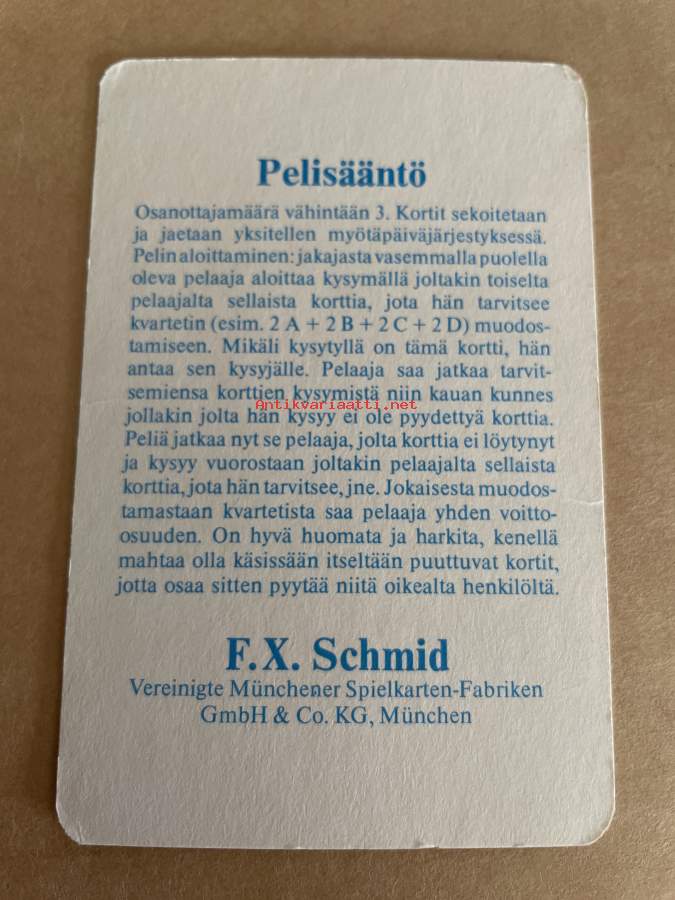 Pelisääntö
Osanottajamäärä vähintään 3. Kortit sekoitetaan
ja jaetaan yksitellen myötäpäiväjärjestyksessä.
Pelin aloittaminen: jakajasta vasemmalla puolella
oleva pelaaja aloittaa kysymällä joltakin toiselta
pelaajalta sellaista korttia, jota hän tarvitsee
kvartetin (esim. 2 A + 2 B + 2 C + 2 D) muodos-
tamiseen. Mikäli kysytyllä on tämä kortti, hän
antaa sen kysyjälle. Pelaaja saa jatkaa tarvit-
semiensa korttien kysymistä niin kauan kunnes
Antikvariaatti.net
jollakin jolta hän kysyy ei ole pyydettyä korttia.
Peliä jatkaa nyt se pelaaja, jolta korttia ei löytynyt
ja kysyy vuorostaan joltakin pelaajalta sellaista
korttia, jota hän tarvitsee, jne. Jokaisesta muodos-
tamastaan kvartetista saa pelaaja yhden voitto-
osuuden. On hyvä huomata ja harkita, kenellä
mahtaa olla käsissään itseltään puuttuvat kortit,
jotta osaa sitten pyytää niitä oikealta henkilöltä.
F.X. Schmid
Vereinigte Münchener Spielkarten-Fabriken
GmbH & Co. KG, München